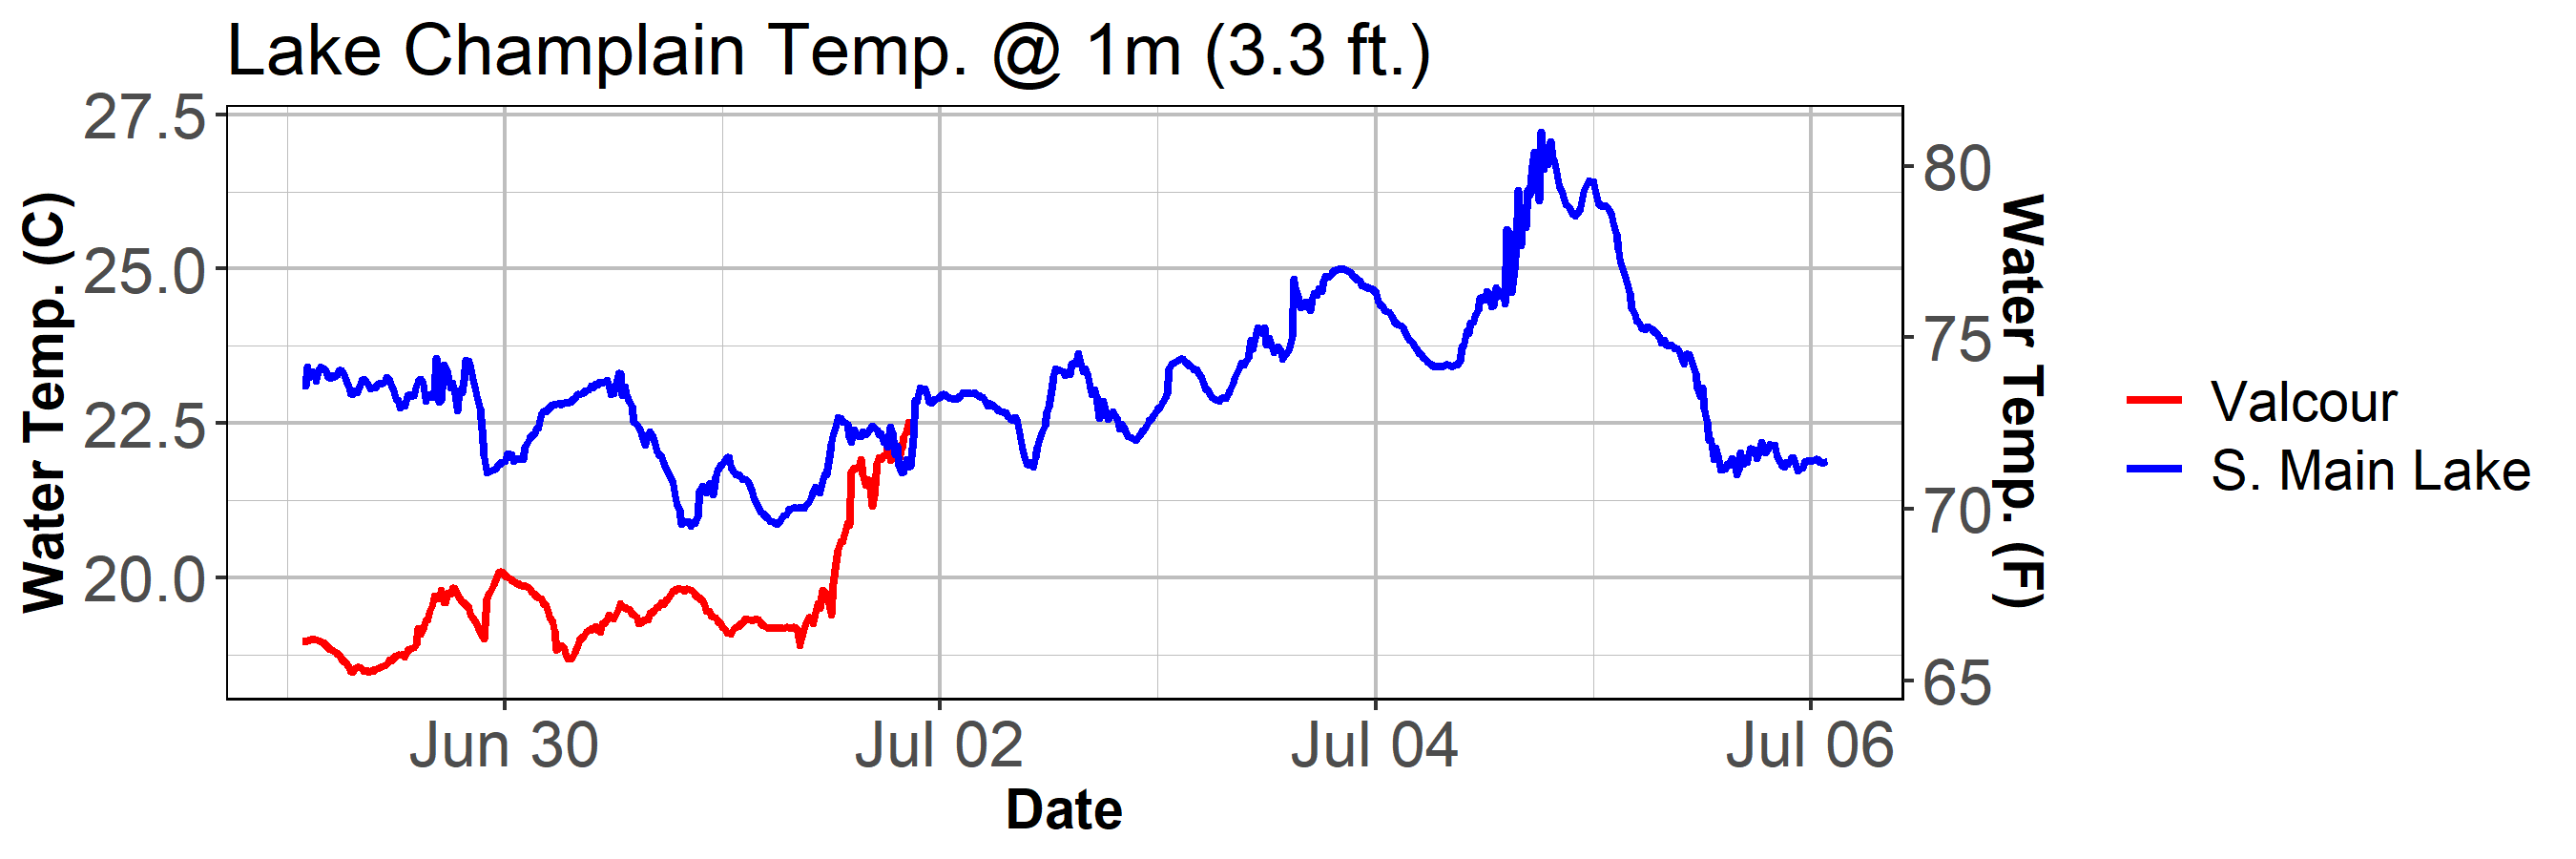 Lake Champlain Temp. @ 1m (3.3 ft.)
Water Temp. (C)
27.5
25.0
22.5
20.0
80
75
70
65
Water Temp. (F)
Jun 30
Jul 02
Jul 04
Jul 06
Date
Valcour
S. Main Lake